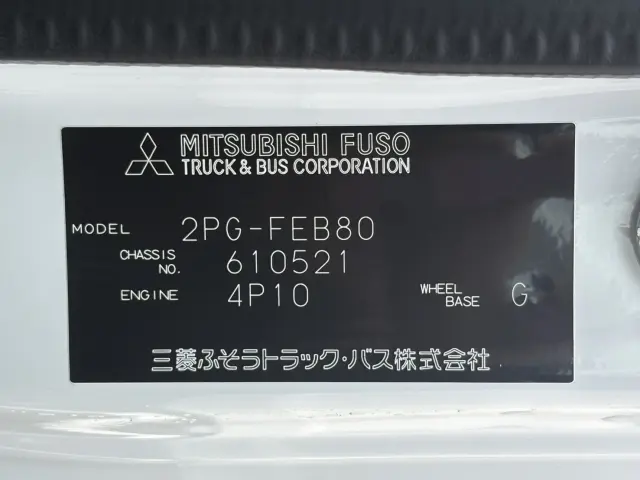 MITSUBISHI FUSO
TRUCK & BUS CORPORATION
MODEL 2PG-FEB80
CHASSIS NO. 610521
ENGINE 4P10 WHEEL BASE G
三菱ふそうトラック・バス株式会社